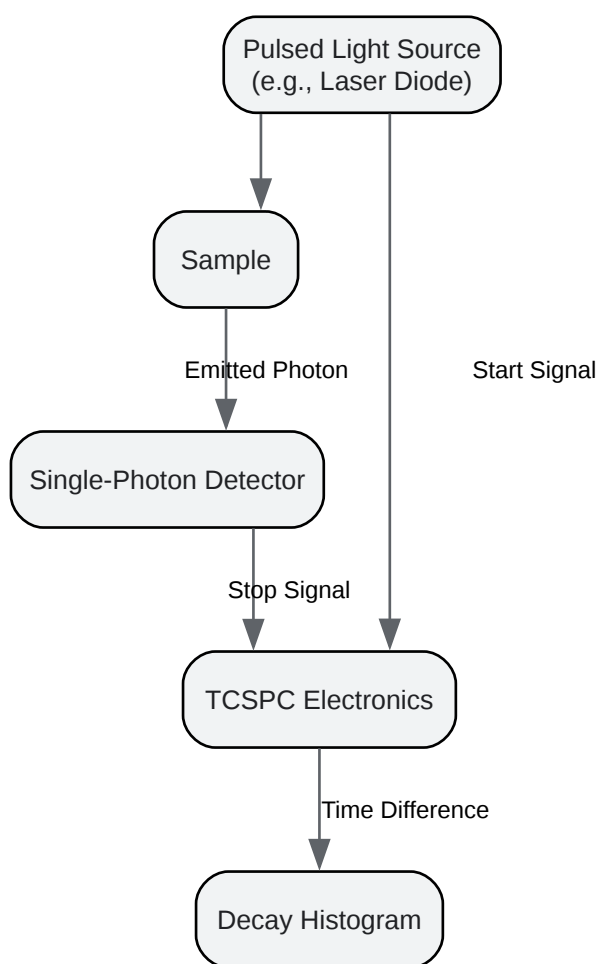 Pulsed Light Source
(e.g., Laser Diode)
Sample
Emitted Photon
Start Signal
Single-Photon Detector
Stop Signal
TCSPC Electronics
Time Difference
Decay Histogram